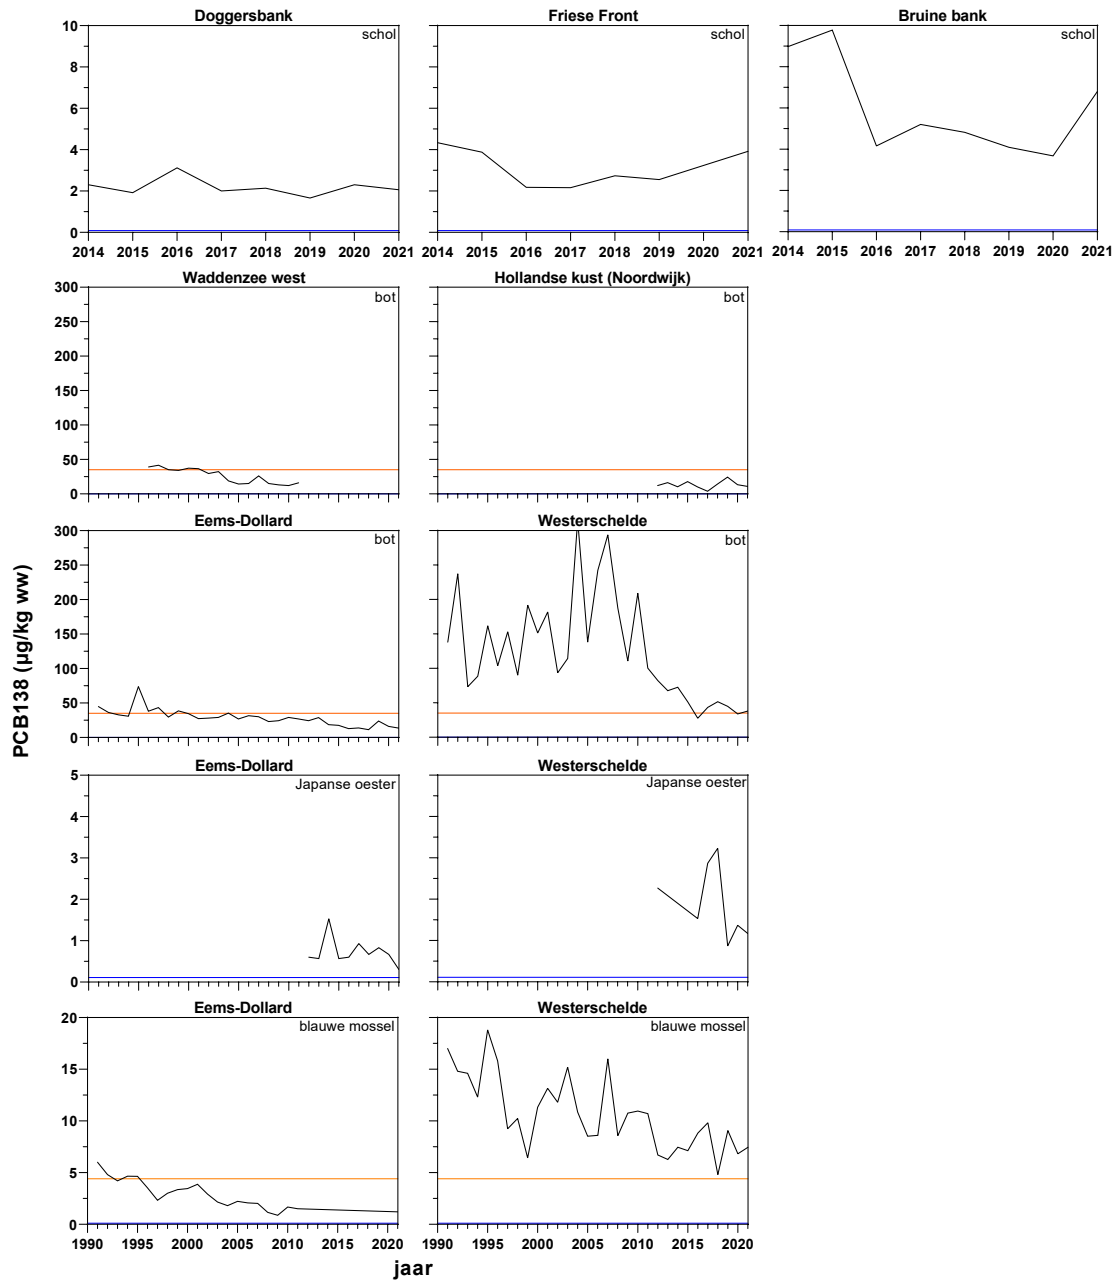 Doggersbank Friese Front Bruine bank
10 schol schol schol
8
6
4
2
0
2014 2015 2016 2017 2018 2019 2020 2021 2014 2015 2016 2017 2018 2019 2020 2021 2014 2015 2016 2017 2018 2019 2020 2021
Waddenzee west Hollandse kust (Noordwijk)
300 bot bot
250
200
150
100
50
0
Eems-Dollard Westerschelde
300 bot bot
250
200
150
100
50
0
PCB138 (µg/kg ww)
Eems-Dollard Westerschelde
5 Japanse oester Japanse oester
4
3
2
1
0
Eems-Dollard Westerschelde
20 blauwe mossel blauwe mossel
15
10
5
0
1990 1995 2000 2005 2010 2015 2020 1990 1995 2000 2005 2010 2015 2020
jaar